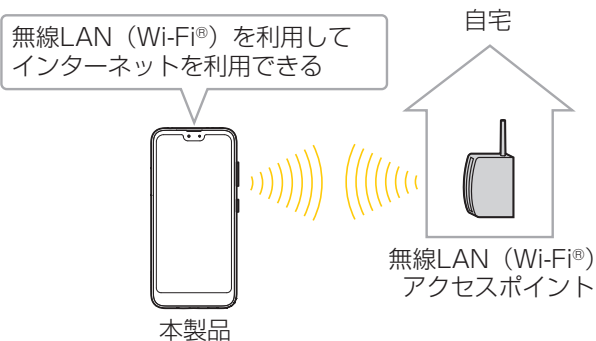 無線LAN（Wi-Fi®）を利用して
インターネットを利用できる
自宅
無線LAN（Wi-Fi®）
アクセスポイント
本製品